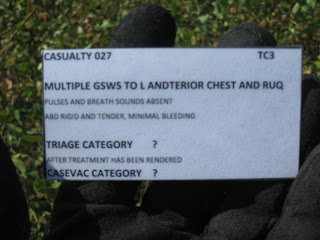 CASUALTY 027 TC3
MULTIPLE GSWS TO L ANDTERIOR CHEST AND RUQ
PULSES AND BREATH SOUNDS ABSENT
ABD RIGID AND TENDER, MINIMAL BLEEDING
TRIAGE CATEGORY ?
AFTER TREATMENT HAS BEEN RENDERED
CASEVAC CATEGORY ?